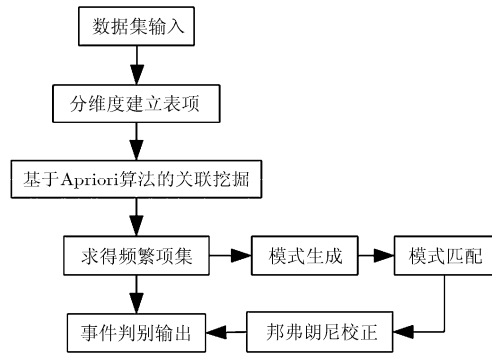 数据集输入
分维度建立表项
基于Apriori算法的关联挖掘
求得频繁项集
模式生成
模式匹配
事件判别输出
邦弗朗尼校正